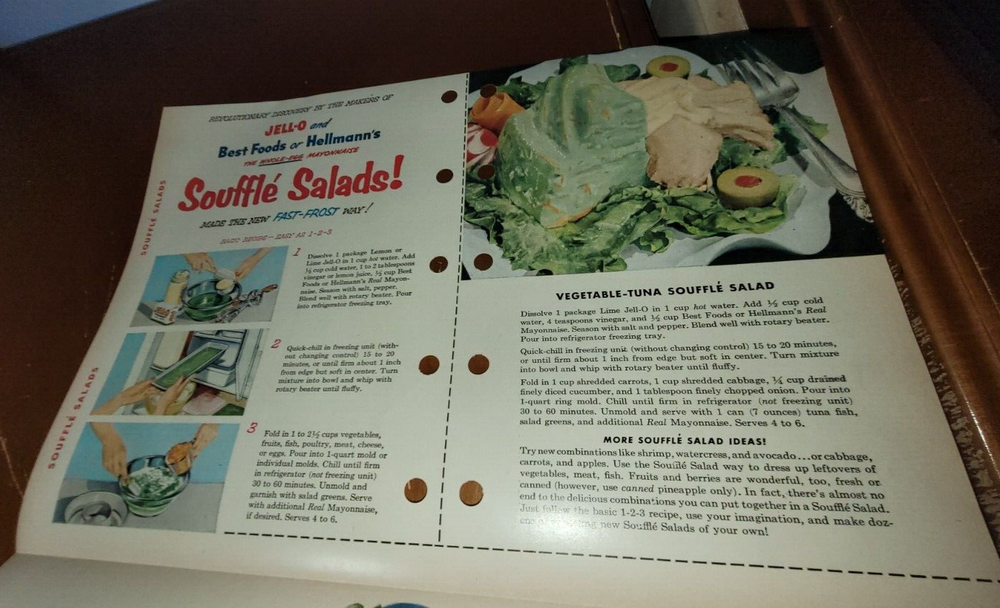 SOUFFLÉ SALADS
SOUFFLÉ SALADS
REVOLUTIONARY DISCOVERY BY THE MAKERS OF
JELL-O and
Best Foods or Hellmann's
THE WHOLE-EGG MAYONNAISE
Soufflé Salads!
MADE THE NEW FAST-FROST WAY!
BASIC RECIPE—EASY AS 1-2-3
1
Dissolve 1 package Lemon or
Lime Jell-O in 1 cup hot water. Add
½ cup cold water, 1 to 2 tablespoons
vinegar or lemon juice, ½ cup Best
Foods or Hellmann's Real Mayon-
naise. Season with salt, pepper.
Blend well with rotary beater. Pour
into refrigerator freezing tray.
2
Quick-chill in freezing unit (with-
out changing control) 15 to 20
minutes, or until firm about 1 inch
from edge but soft in center. Turn
mixture into bowl and whip with
rotary beater until fluffy.
3
Fold in 1 to 2½ cups vegetables,
fruits, fish, poultry, meat, cheese,
or eggs. Pour into 1-quart mold or
individual molds. Chill until firm
in refrigerator (not freezing unit)
30 to 60 minutes. Unmold and
garnish with salad greens. Serve
with additional Real Mayonnaise,
if desired. Serves 4 to 6.
VEGETABLE-TUNA SOUFFLÉ SALAD
Dissolve 1 package Lime Jell-O in 1 cup hot water. Add ½ cup cold
water, 4 teaspoons vinegar, and ½ cup Best Foods or Hellmann's Real
Mayonnaise. Season with salt and pepper. Blend well with rotary beater.
Pour into refrigerator freezing tray.
Quick-chill in freezing unit (without changing control) 15 to 20 minutes,
or until firm about 1 inch from edge but soft in center. Turn mixture
into bowl and whip with rotary beater until fluffy.
Fold in 1 cup shredded carrots, 1 cup shredded cabbage, ¼ cup drained
finely diced cucumber, and 1 tablespoon finely chopped onion. Pour into
1-quart ring mold. Chill until firm in refrigerator (not freezing unit)
30 to 60 minutes. Unmold and serve with 1 can (7 ounces) tuna fish,
salad greens, and additional Real Mayonnaise. Serves 4 to 6.
MORE SOUFFLÉ SALAD IDEAS!
Try new combinations like shrimp, watercress, and avocado...or cabbage,
carrots, and apples. Use the Soufflé Salad way to dress up leftovers of
vegetables, meat, fish. Fruits and berries are wonderful, too, fresh or
canned (however, use canned pineapple only). In fact, there's almost no
end to the delicious combinations you can put together in a Soufflé Salad.
Just follow the basic 1-2-3 recipe, use your imagination, and make doz-
new Soufflé Salads of your own!